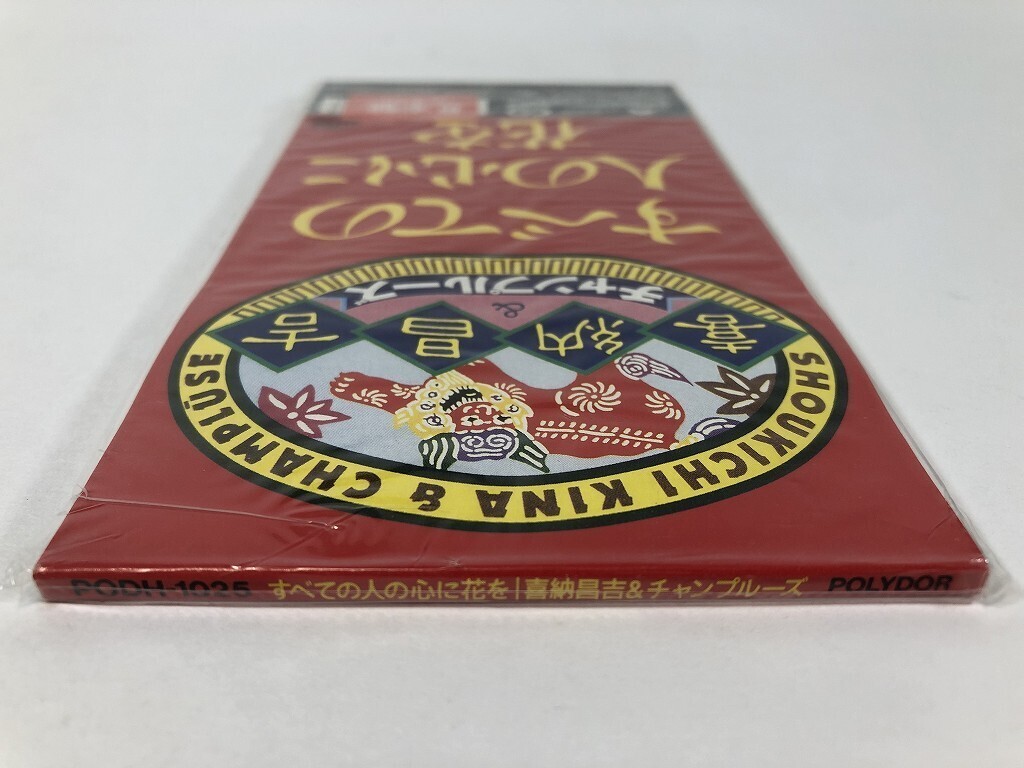 SHOUKICHI KINA & CHAMPLÜSE
喜納昌吉
&
チャンプルーズ
すべての
人の心に
花を
PODH-1025 すべての人の心に花を|喜納昌吉&チャンプルーズ POLYDOR